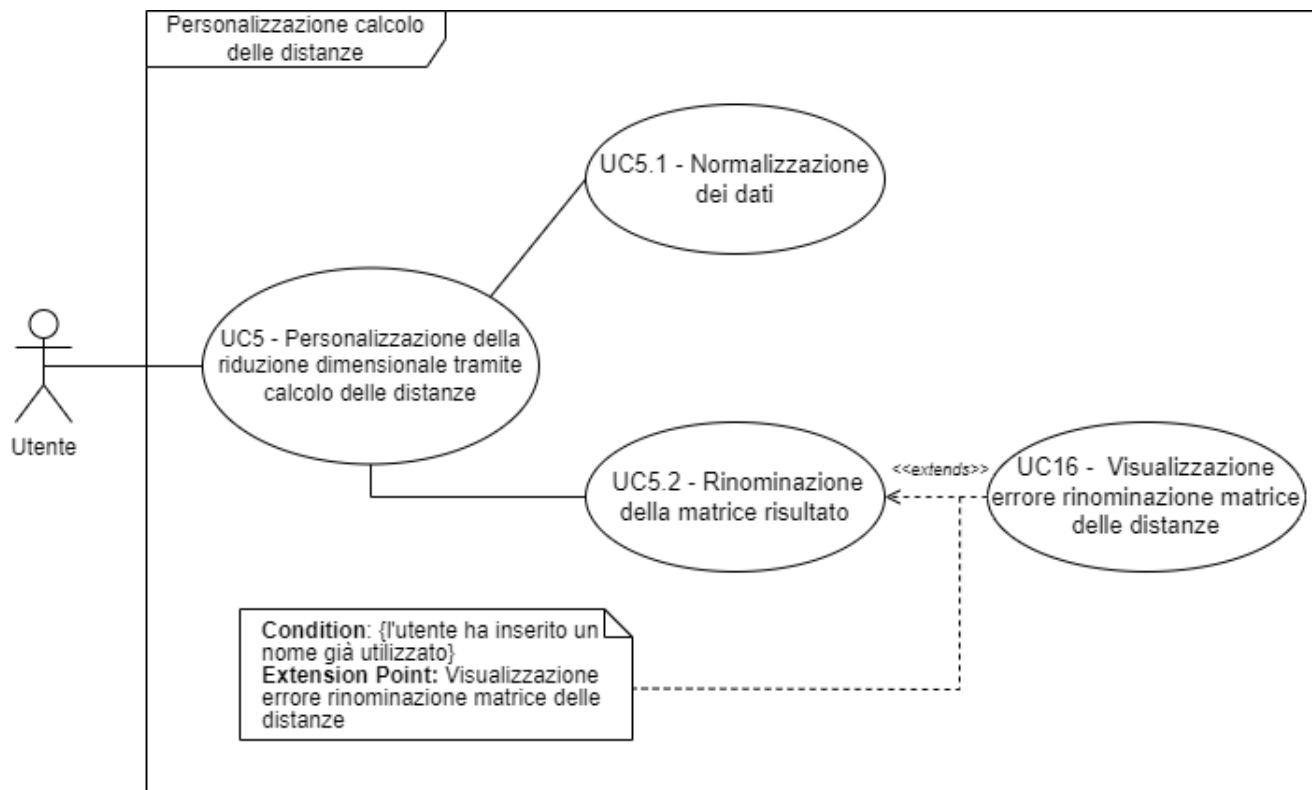 Personalizzazione calcolo
delle distanze
UC5.1 - Normalizzazione
dei dati
UC5 - Personalizzazione della
riduzione dimensionale tramite
calcolo delle distanze
Utente
UC5.2 - Rinominazione
della matrice risultato
<<extends>>
UC16 - Visualizzazione
errore rinominazione matrice
delle distanze
Condition: {l'utente ha inserito un
nome già utilizzato}
Extension Point: Visualizzazione
errore rinominazione matrice delle
distanze